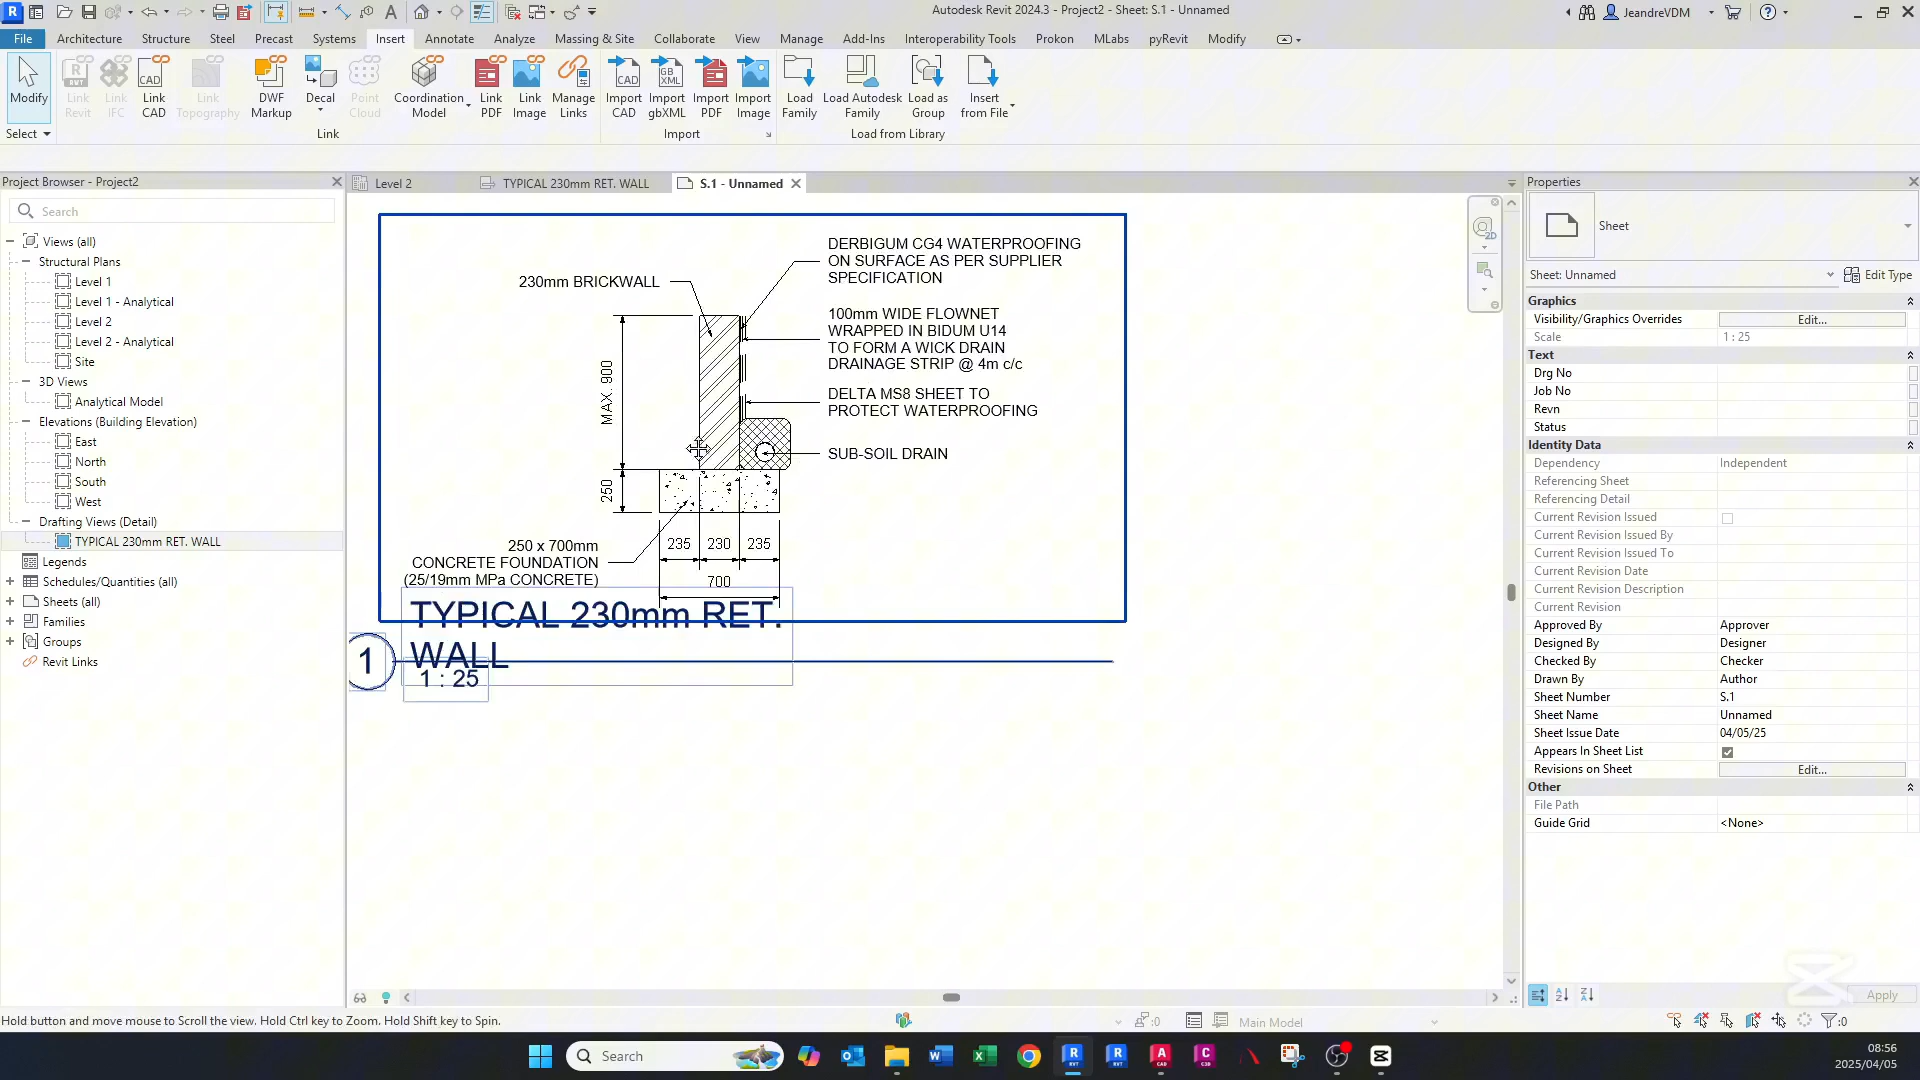 Autodesk Revit 2024.3 - Project2 - Sheet: S.1 - Unnamed
JeandreVDM
File
Architecture
Structure
Steel
Precast
Systems
Insert
Annotate
Analyze
Massing & Site
Collaborate
View
Manage
Add-Ins
Interoperability Tools
Prokon
MLabs
pyRevit
Modify
Modify
Link Revit
Link IFC
Link CAD
Link Topography
DWF Markup
Decal
Point Cloud
Coordination Model
Link PDF
Link Image
Manage Links
Import CAD
Import gbXML
Import PDF
Import Image
Load Family
Load Autodesk Family
Load as Group
Insert from File
Select
Link
Import
Load from Library
Project Browser - Project2
Search
Views (all)
Structural Plans
Level 1
Level 1 - Analytical
Level 2
Level 2 - Analytical
Site
3D Views
Analytical Model
Elevations (Building Elevation)
East
North
South
West
Drafting Views (Detail)
TYPICAL 230mm RET. WALL
Legends
Schedules/Quantities (all)
Sheets (all)
Families
Groups
Revit Links
Level 2
TYPICAL 230mm RET. WALL
S.1 - Unnamed
230mm BRICKWALL
DERBIGUM CG4 WATERPROOFING
ON SURFACE AS PER SUPPLIER
SPECIFICATION
100mm WIDE FLOWNET
WRAPPED IN BIDUM U14
TO FORM A WICK DRAIN
DRAINAGE STRIP @ 4m c/c
DELTA MS8 SHEET TO
PROTECT WATERPROOFING
SUB-SOIL DRAIN
MAX. 900
250
250 x 700mm
CONCRETE FOUNDATION
(25/19mm MPa CONCRETE)
235 230 235
700
TYPICAL 230mm RET.
WALL
1
1 : 25
2D
Properties
Sheet
Sheet: Unnamed
Edit Type
Graphics
Visibility/Graphics Overrides Edit...
Scale 1 : 25
Text
Drg No
Job No
Revn
Status
Identity Data
Dependency Independent
Referencing Sheet
Referencing Detail
Current Revision Issued
Current Revision Issued By
Current Revision Issued To
Current Revision Date
Current Revision Description
Current Revision
Approved By Approver
Designed By Designer
Checked By Checker
Drawn By Author
Sheet Number S.1
Sheet Name Unnamed
Sheet Issue Date 04/05/25
Appears In Sheet List
Revisions on Sheet Edit...
Other
File Path
Guide Grid <None>
Apply
Hold button and move mouse to Scroll the view. Hold Ctrl key to Zoom. Hold Shift key to Spin.
:0
Main Model
:0
Search
08:56
2025/04/05